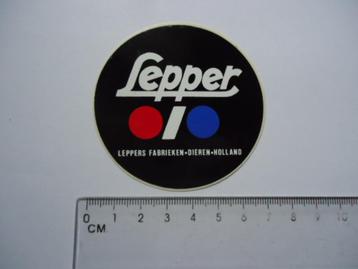 Lepper
LEPPERS FABRIEKEN•DIEREN•HOLLAND
0 1 2 3 4 5 6 7 8 9 10
CM